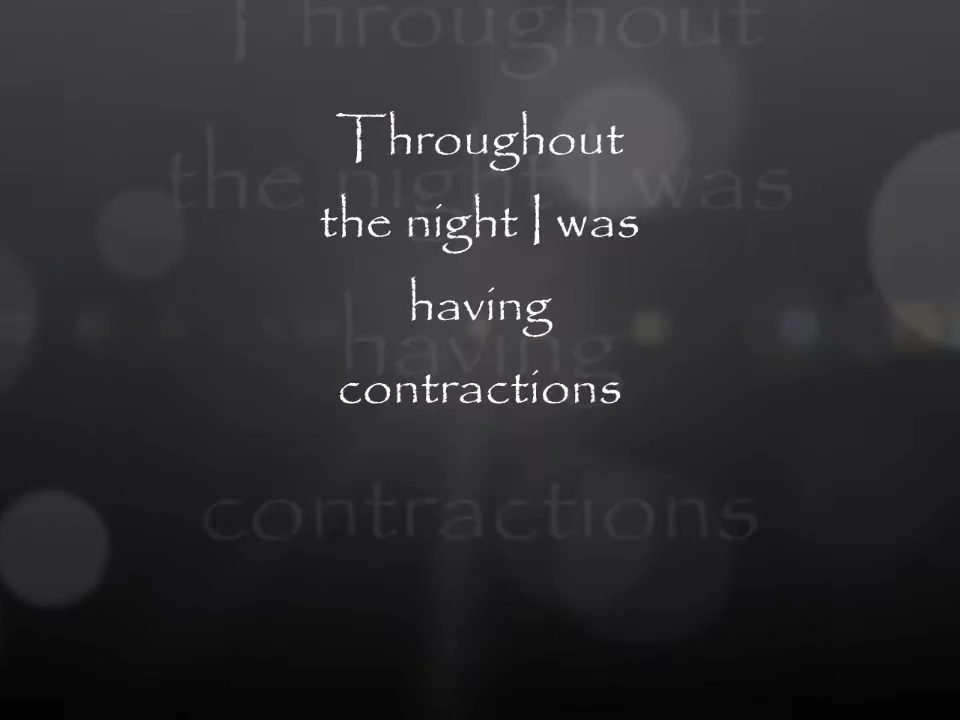 Throughout
the night I was
having
contractions